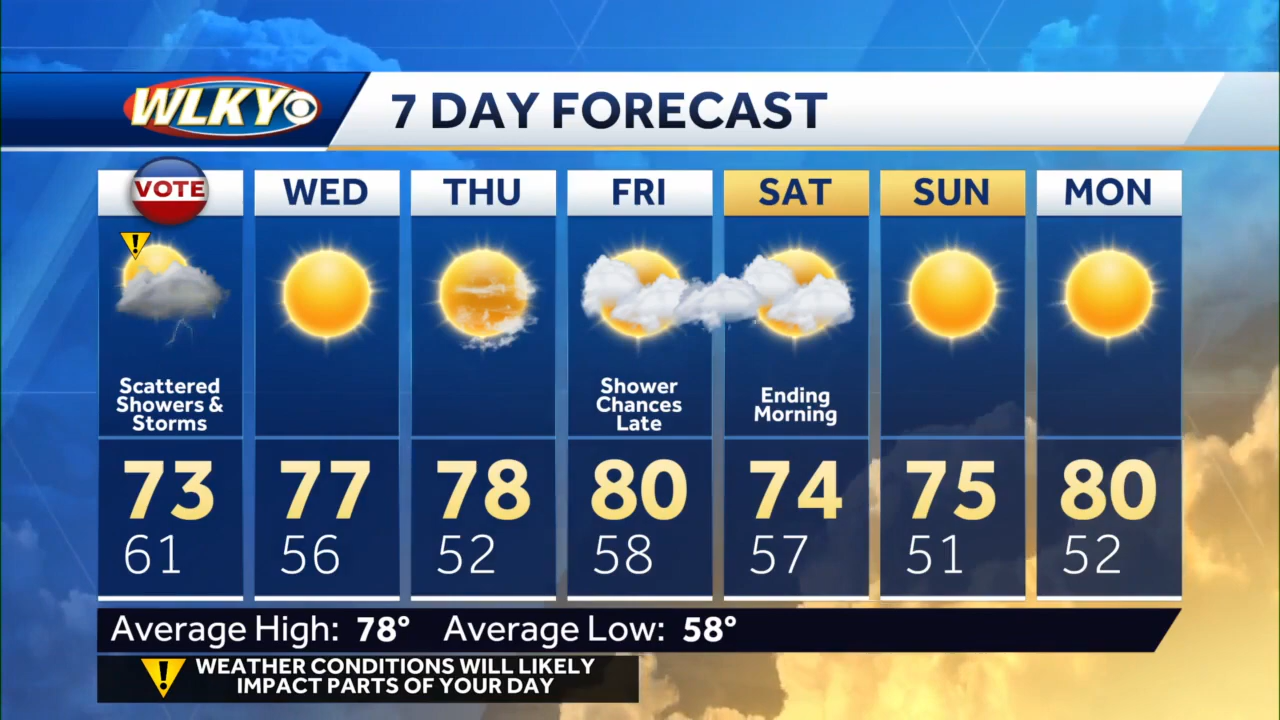 WLKY
7 DAY FORECAST
VOTE
WED
THU
FRI
SAT
SUN
MON
!
Scattered
Showers &
Storms
Shower
Chances
Late
Ending
Morning
73
77
78
80
74
75
80
61
56
52
58
57
51
52
Average High: 78° Average Low: 58°
! WEATHER CONDITIONS WILL LIKELY
IMPACT PARTS OF YOUR DAY